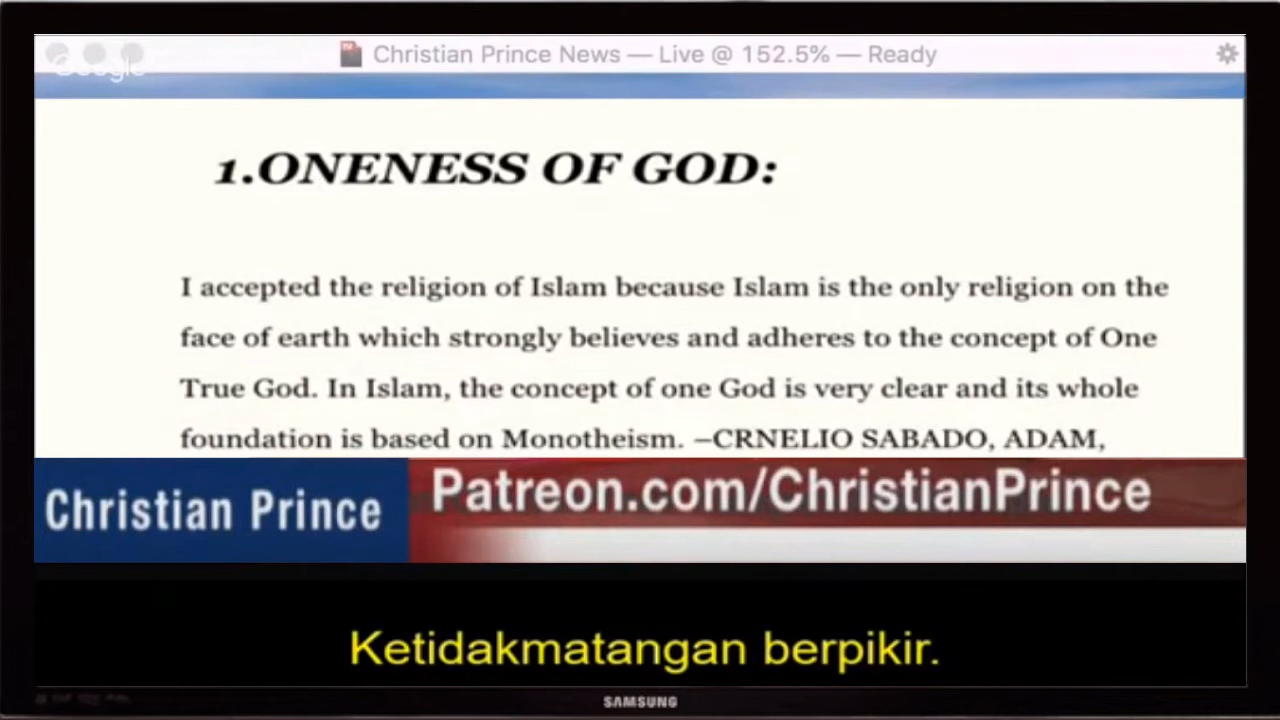 Christian Prince News — Live @ 152.5% — Ready
Google
1.ONENESS OF GOD:
I accepted the religion of Islam because Islam is the only religion on the
face of earth which strongly believes and adheres to the concept of One
True God. In Islam, the concept of one God is very clear and its whole
foundation is based on Monotheism. –CRNELIO SABADO, ADAM,
Christian Prince
Patreon.com/ChristianPrince
Ketidakmatangan berpikir.
SAMSUNG